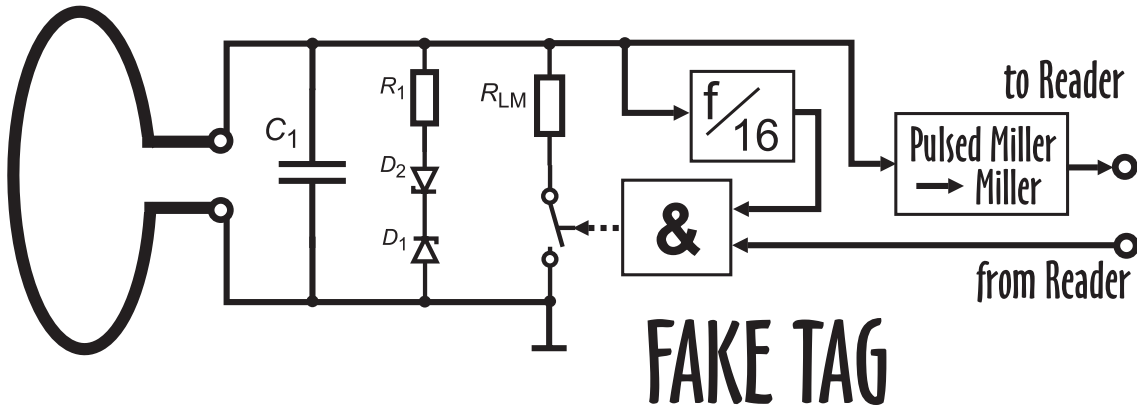 C1
R1
D2
D1
RLM
f/16
&
Pulsed Miller
→ Miller
to Reader
from Reader
FAKE TAG